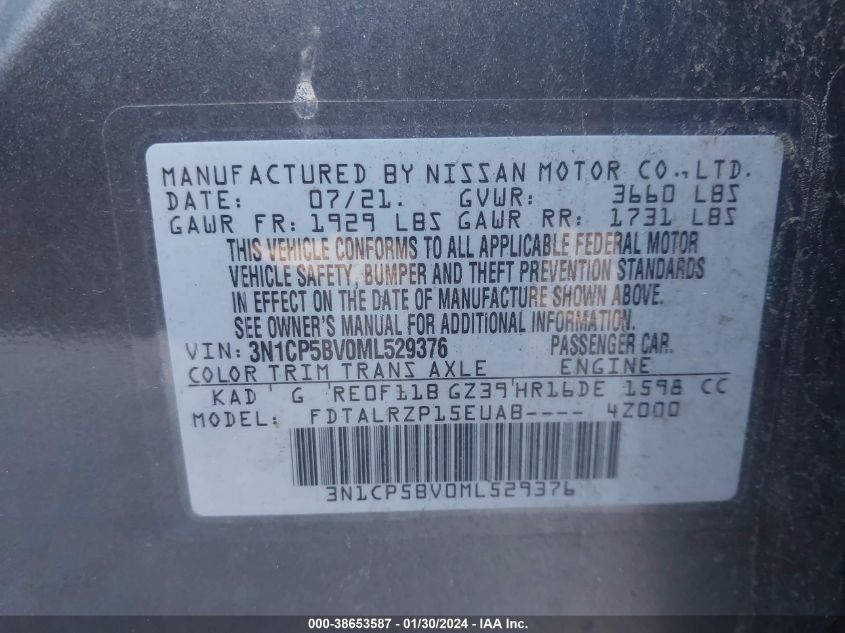 MANUFACTURED BY NISSAN MOTOR CO.,LTD.
DATE: 07/21. GVWR: 3660 LBS
GAWR FR: 1929 LBS GAWR RR: 1731 LBS
THIS VEHICLE CONFORMS TO ALL APPLICABLE FEDERAL MOTOR
VEHICLE SAFETY, BUMPER AND THEFT PREVENTION STANDARDS
IN EFFECT ON THE DATE OF MANUFACTURE SHOWN ABOVE.
SEE OWNER'S MANUAL FOR ADDITIONAL INFORMATION.
VIN: 3N1CP5BV0ML529376 PASSENGER CAR.
COLOR TRIM TRANS AXLE ENGINE
KAD G RE0F11B GZ39 HR16DE 1598 CC
MODEL: FDTALRZP15EUAB---- 4Z000
3N1CP5BV0ML529376
000-38653587 - 01/30/2024 - IAAI.COM